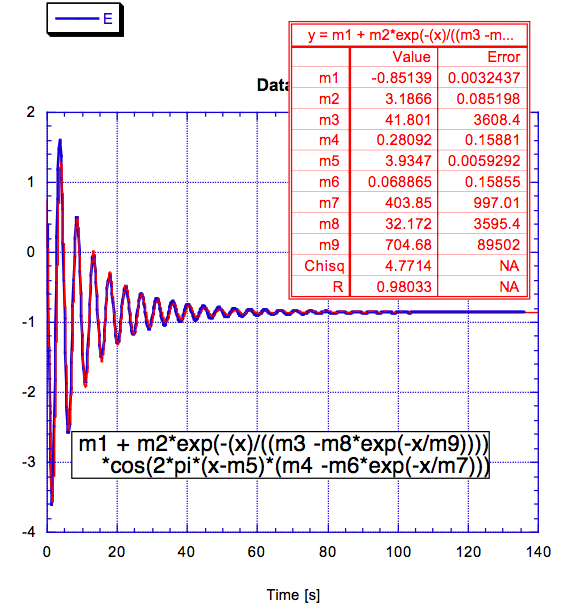 E
y = m1 + m2*exp(-(x)/((m3 -m...
Value Error
m1 -0.85139 0.0032437
m2 3.1866 0.085198
m3 41.801 3608.4
m4 0.28092 0.15881
m5 3.9347 0.0059292
m6 0.068865 0.15855
m7 403.85 997.01
m8 32.172 3595.4
m9 704.68 89502
Chisq 4.7714 NA
R 0.98033 NA
Data
2
1
0
-1
-2
-3
-4
m1 + m2*exp(-(x)/((m3 -m8*exp(-x/m9))))
*cos(2*pi*(x-m5)*(m4 -m6*exp(-x/m7)))
0 20 40 60 80 100 120 140
Time [s]